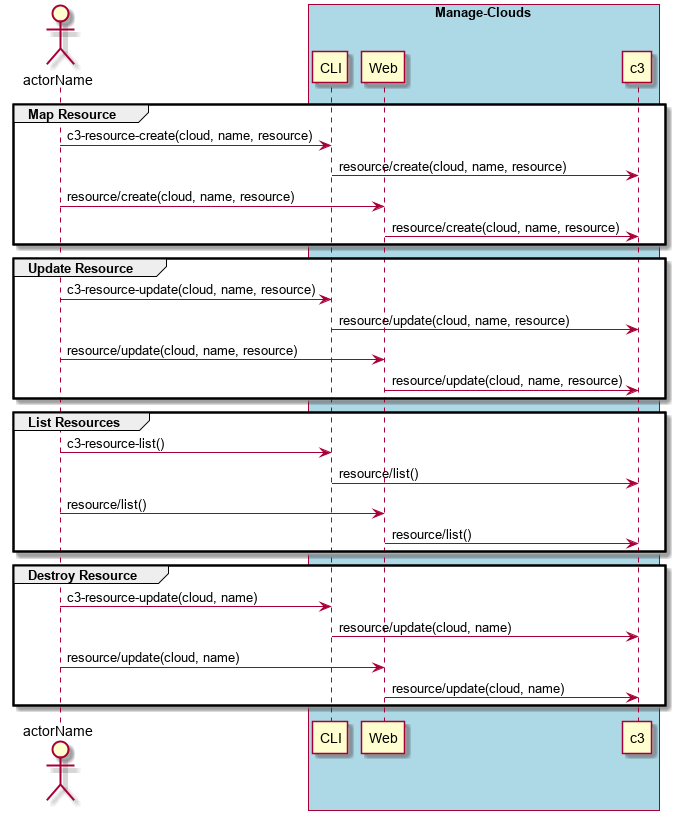 Manage-Clouds
actorName
CLI
Web
c3
Map Resource
c3-resource-create(cloud, name, resource)
resource/create(cloud, name, resource)
resource/create(cloud, name, resource)
resource/create(cloud, name, resource)
Update Resource
c3-resource-update(cloud, name, resource)
resource/update(cloud, name, resource)
resource/update(cloud, name, resource)
resource/update(cloud, name, resource)
List Resources
c3-resource-list()
resource/list()
resource/list()
resource/list()
Destroy Resource
c3-resource-update(cloud, name)
resource/update(cloud, name)
resource/update(cloud, name)
resource/update(cloud, name)
actorName
CLI
Web
c3